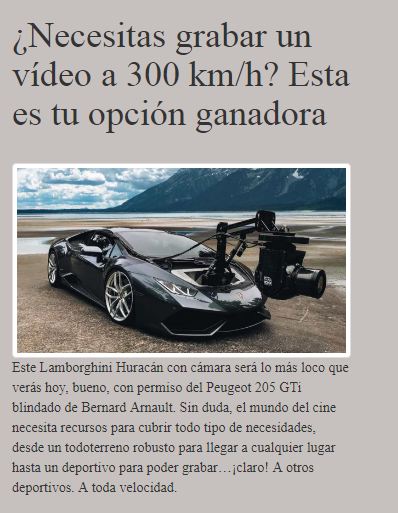 ¿Necesitas grabar un
vídeo a 300 km/h? Esta
es tu opción ganadora
Este Lamborghini Huracán con cámara será lo más loco que
verás hoy, bueno, con permiso del Peugeot 205 GTi
blindado de Bernard Arnault. Sin duda, el mundo del cine
necesita recursos para cubrir todo tipo de necesidades,
desde un todoterreno robusto para llegar a cualquier lugar
hasta un deportivo para poder grabar…¡claro! A otros
deportivos. A toda velocidad.